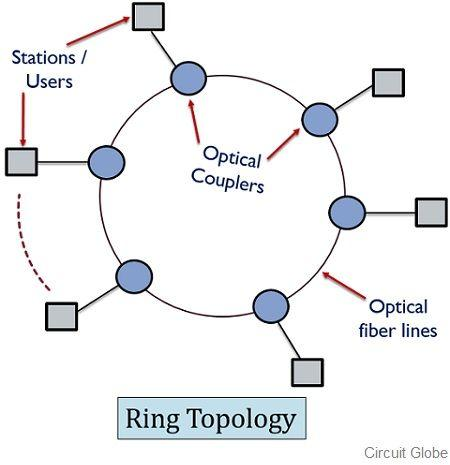 Stations /
Users
Optical
Couplers
Optical
fiber lines
Ring Topology
Circuit Globe